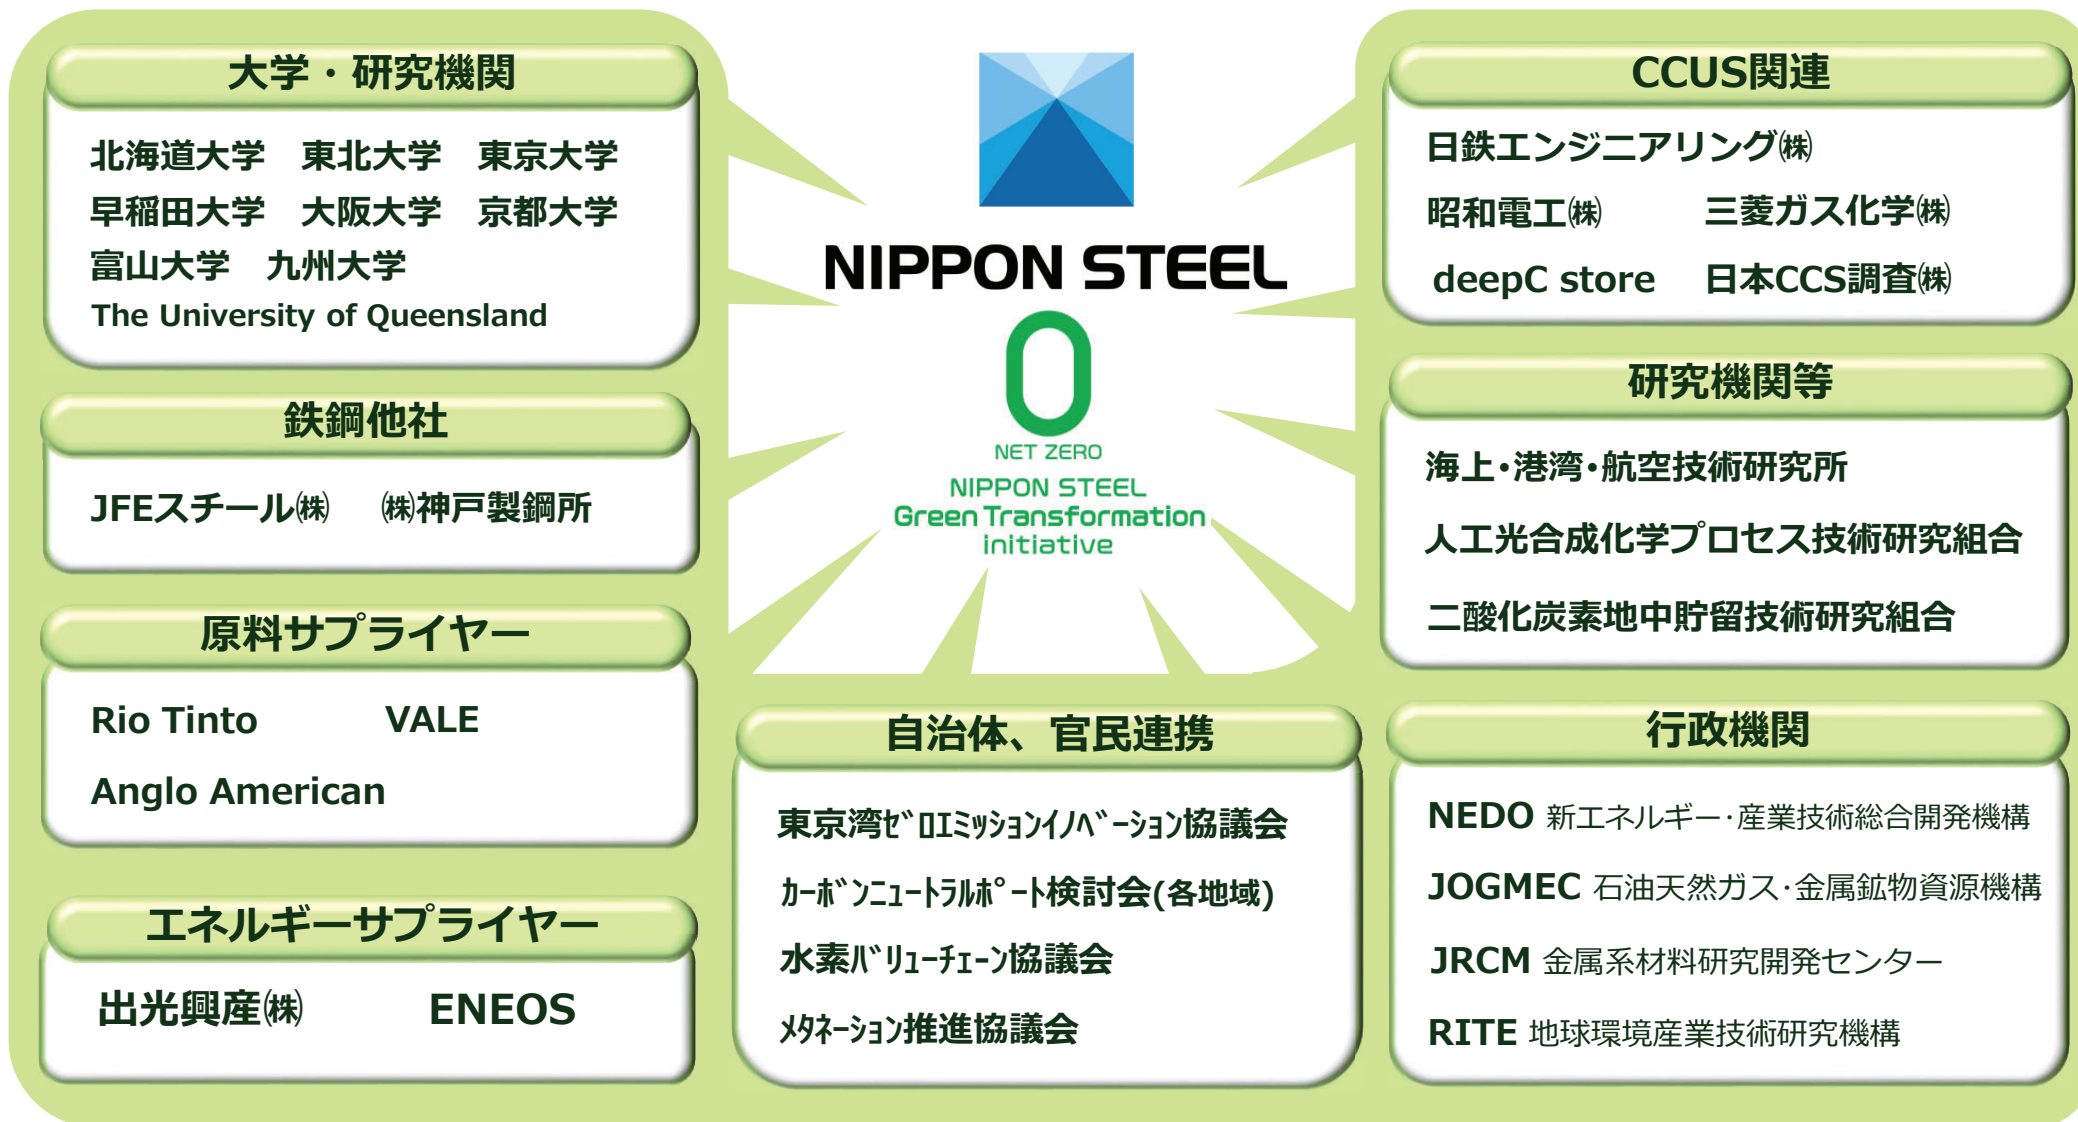 大学・研究機関
北海道大学　東北大学　東京大学
早稲田大学　大阪大学　京都大学
富山大学　九州大学
The University of Queensland
鉄鋼他社
JFEスチール㈱　㈱神戸製鋼所
原料サプライヤー
Rio Tinto　VALE
Anglo American
エネルギーサプライヤー
出光興産㈱　ENEOS
NIPPON STEEL
NET ZERO
NIPPON STEEL
Green Transformation
initiative
自治体、官民連携
東京湾ｾﾞﾛｴﾐｯｼｮﾝｲﾉﾍﾞｰｼｮﾝ協議会
ｶｰﾎﾞﾝﾆｭｰﾄﾗﾙﾎﾟｰﾄ検討会(各地域)
水素ﾊﾞﾘｭｰﾁｪｰﾝ協議会
ﾒﾀﾈｰｼｮﾝ推進協議会
CCUS関連
日鉄エンジニアリング㈱
昭和電工㈱　三菱ガス化学㈱
deepC store　日本CCS調査㈱
研究機関等
海上･港湾･航空技術研究所
人工光合成化学プロセス技術研究組合
二酸化炭素地中貯留技術研究組合
行政機関
NEDO 新エネルギー･産業技術総合開発機構
JOGMEC 石油天然ガス･金属鉱物資源機構
JRCM 金属系材料研究開発センター
RITE 地球環境産業技術研究機構